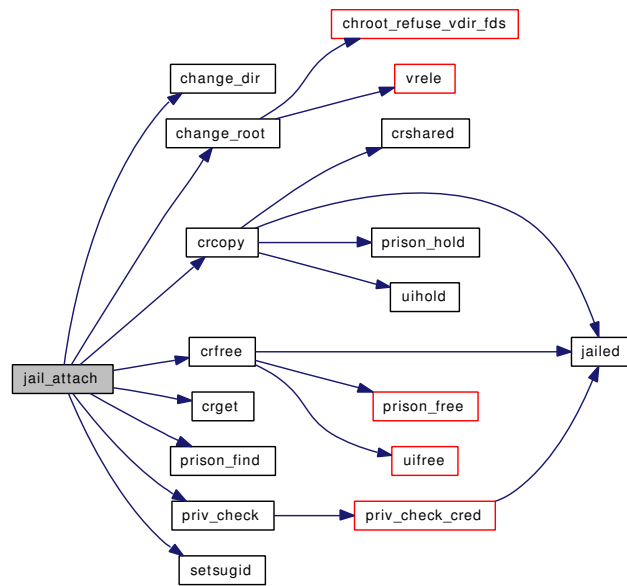 chroot_refuse_vdir_fds
change_dir
vrele
change_root
crshared
crcopy
prison_hold
uihold
crfree
jailed
jail_attach
crget
prison_free
prison_find
uifree
priv_check
priv_check_cred
setsugid